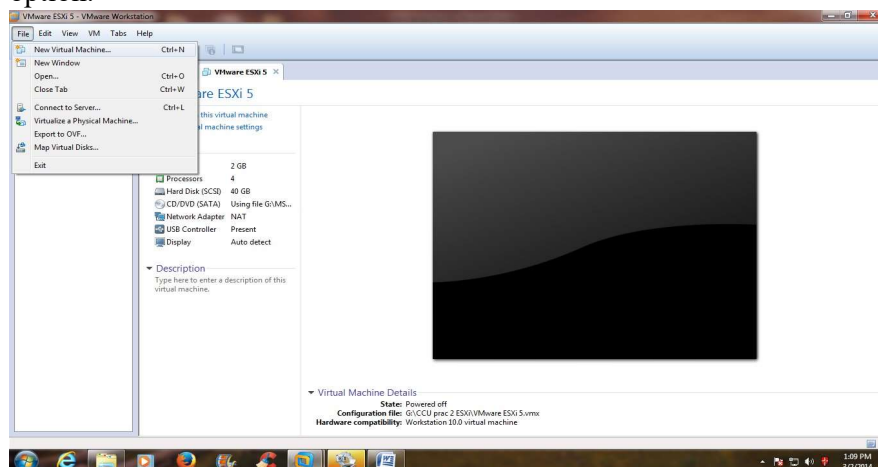 option.
VMware ESXi 5 - VMware Workstation
File Edit View VM Tabs Help
New Virtual Machine... Ctrl+N
New Window
Open... Ctrl+O
Close Tab Ctrl+W
Connect to Server... Ctrl+L
Virtualize a Physical Machine...
Export to OVF...
Map Virtual Disks...
Exit
VMware ESXi 5
are ESXi 5
this virtual machine
al machine settings
2 GB
Processors 4
Hard Disk (SCSI) 40 GB
CD/DVD (SATA) Using file G:\MS...
Network Adapter NAT
USB Controller Present
Display Auto detect
Description
Type here to enter a description of this
virtual machine.
Virtual Machine Details
State: Powered off
Configuration file: G:\CCU prac 2 ESXi\VMware ESXi 5.vmx
Hardware compatibility: Workstation 10.0 virtual machine
1:09 PM
3/2/2014